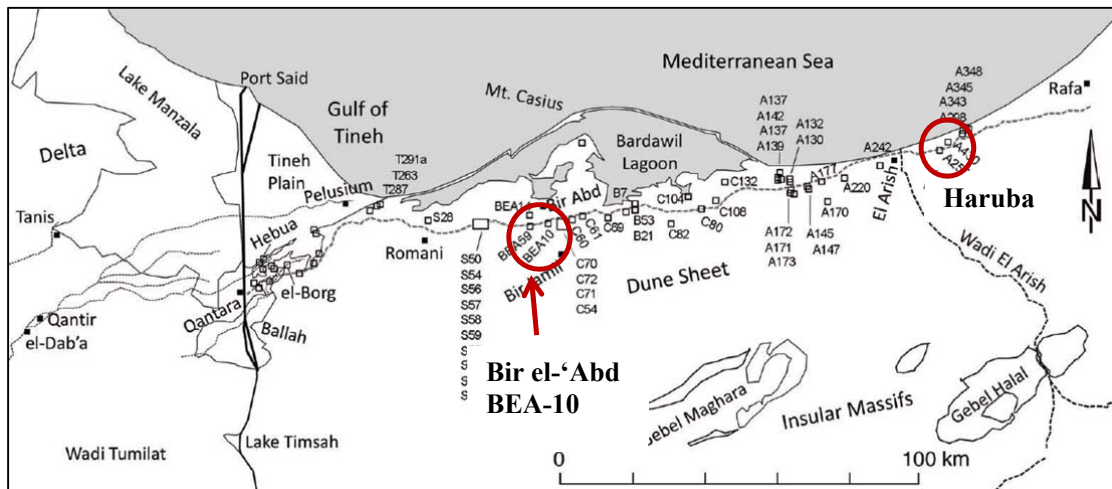 Port Said
Lake Manzala
Gulf of
Tineh
Mt. Casius
Mediterranean Sea
Rafa
A348
A345
A343
A298
A137
A142
A137
A139
A132
A130
Delta
Tineh
Plain
T291a
T263
T287
Bardawil
Lagoon
A242
A177
A220
El Arish
Haruba
N
Pelusium
Tanis
Hebua
S28
BEA14
Bir Abd
B7
C104
C132
C108
A170
Romani
BEA59
BEA10
C60
C61
C69
B53
B21
C82
C80
A172
A171
A173
A145
A147
el-Borg
Wadi El Arish
Qantara
Qantir
el-Dab'a
Ballah
S50
S54
S56
S57
S58
S59
S
S
S
S
C70
C72
C71
C54
Dune Sheet
Bir el-‘Abd
BEA-10
Gebel Maghara
Insular Massifs
Gebel Halal
Wadi Tumilat
Lake Timsah
0
100 km